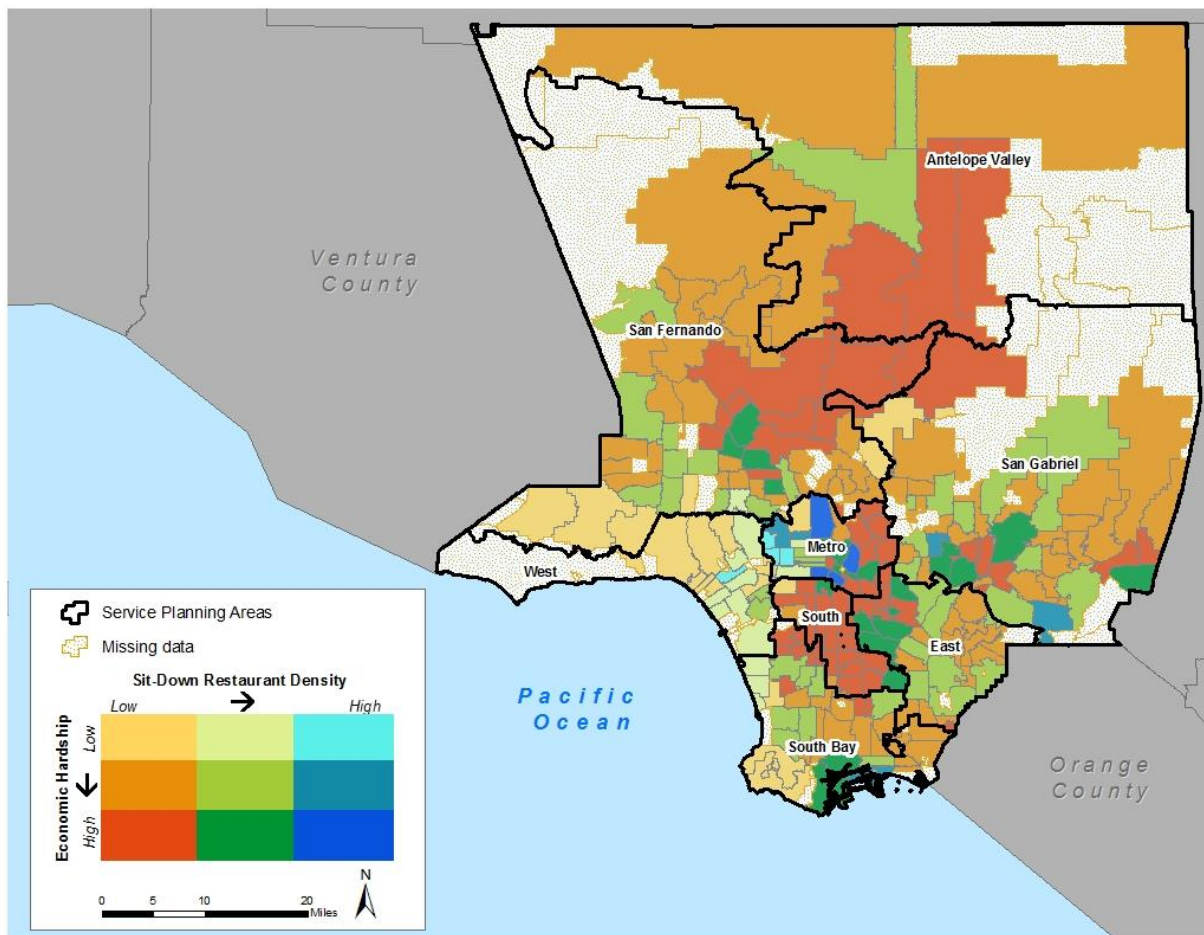 Antelope Valley
Ventura
County
San Fernando
San Gabriel
Metro
West
South
East
Pacific
Ocean
South Bay
Orange
County
Service Planning Areas
Missing data
Sit-Down Restaurant Density
Low
High
Economic Hardship
Low
High
N
0 5 10 20
Miles